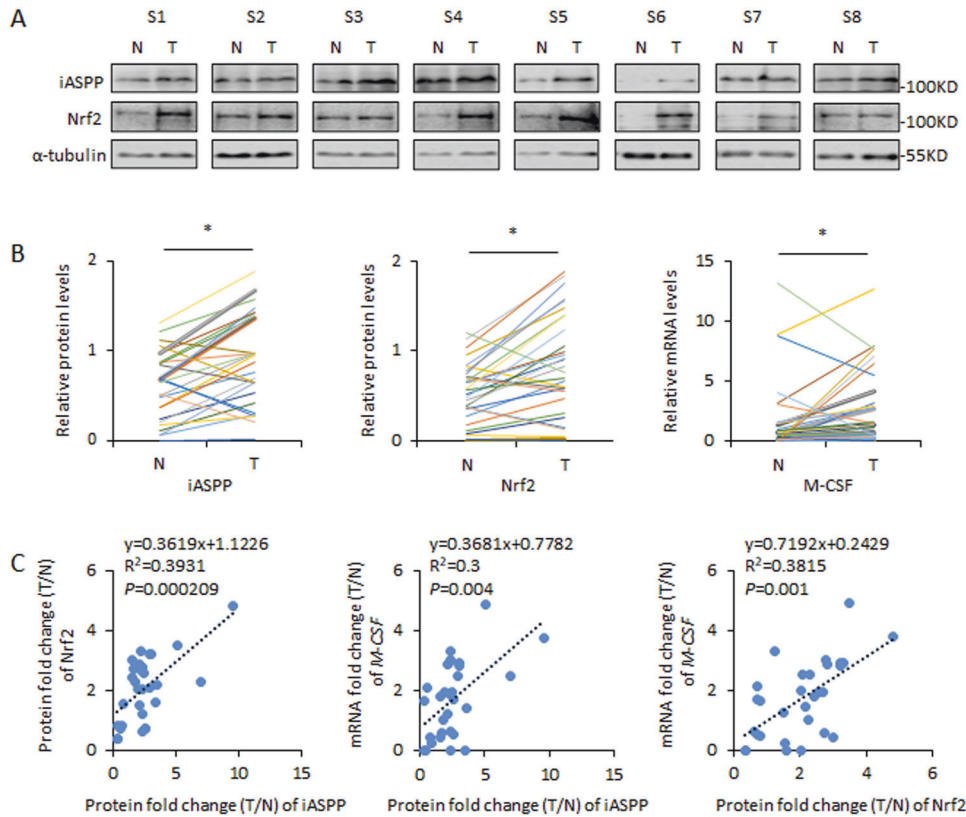 A
S1 S2 S3 S4 S5 S6 S7 S8
N T N T N T N T N T N T N T N T
iASPP -100KD
Nrf2 -100KD
α-tubulin -55KD
B
* * *
Relative protein levels
2
1
0
N T
iASPP
Relative protein levels
2
1
0
N T
Nrf2
Relative mRNA levels
15
10
5
0
N T
M-CSF
C
y=0.3619x+1.1226
R²=0.3931
P=0.000209
Protein fold change (T/N)
of Nrf2
6
4
2
0
0 5 10 15
Protein fold change (T/N) of iASPP
y=0.3681x+0.7782
R²=0.3
P=0.004
mRNA fold change (T/N)
of M-CSF
6
4
2
0
0 5 10 15
Protein fold change (T/N) of iASPP
y=0.7192x+0.2429
R²=0.3815
P=0.001
mRNA fold change (T/N)
of M-CSF
6
4
2
0
0 2 4 6
Protein fold change (T/N) of Nrf2